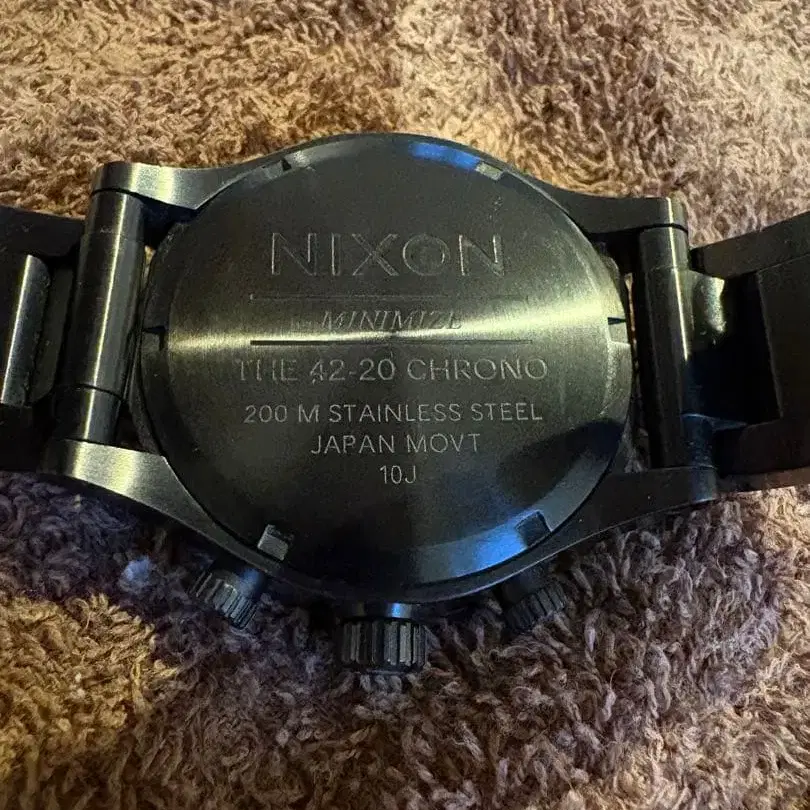 NIXON
MINIMIZE
THE 42-20 CHRONO
200 M STAINLESS STEEL
JAPAN MOVT
10J